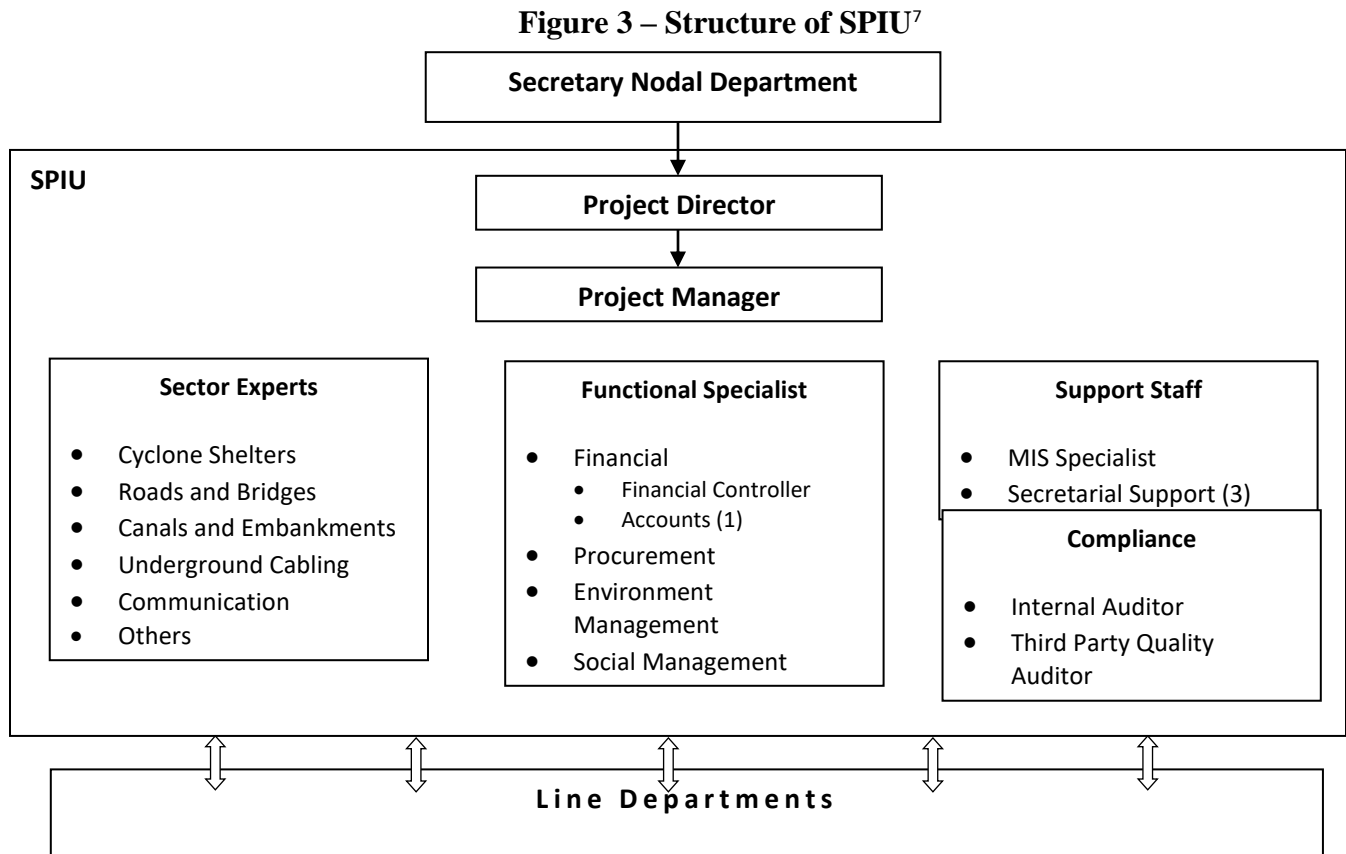 Figure 3 – Structure of SPIU7
Secretary Nodal Department
SPIU
Project Director
Project Manager
Sector Experts
• Cyclone Shelters
• Roads and Bridges
• Canals and Embankments
• Underground Cabling
• Communication
• Others
Functional Specialist
• Financial
• Financial Controller
• Accounts (1)
• Procurement
• Environment
Management
• Social Management
Support Staff
• MIS Specialist
• Secretarial Support (3)
Compliance
• Internal Auditor
• Third Party Quality
Auditor
Line Departments